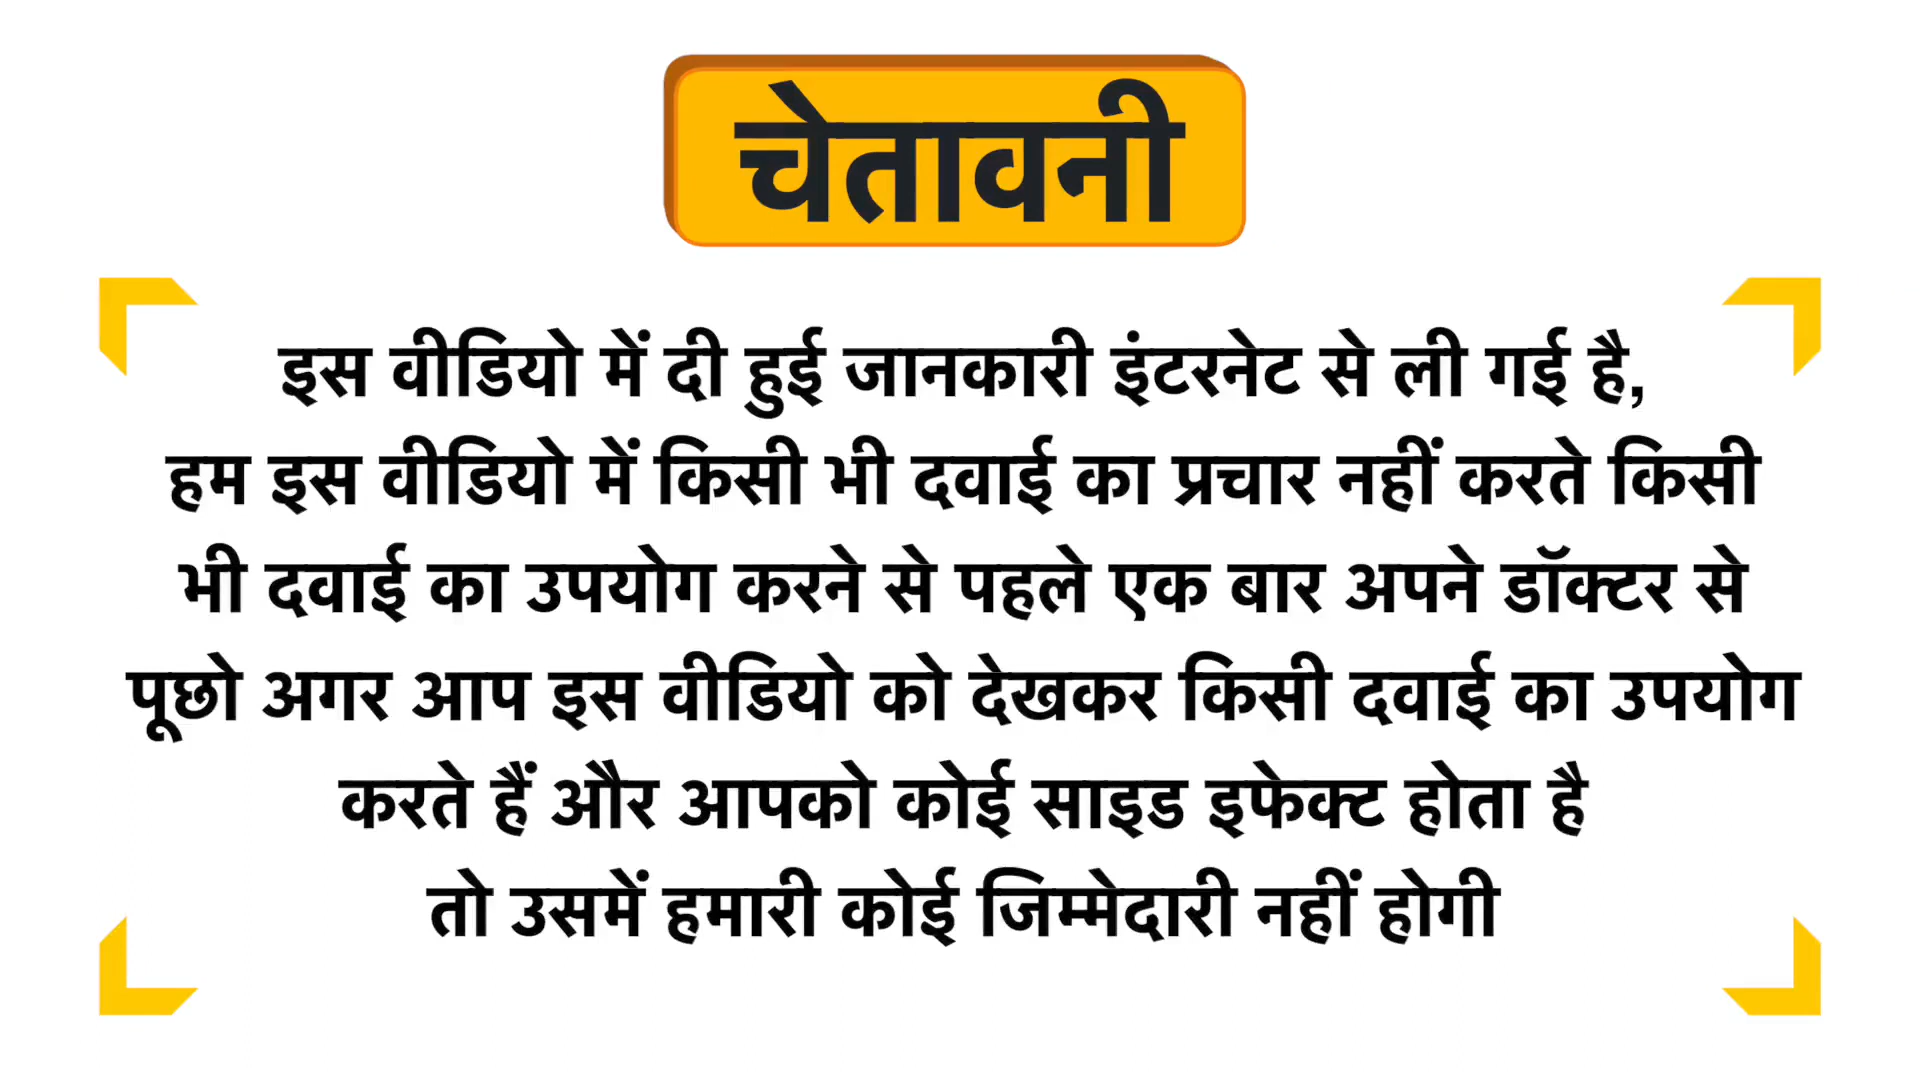 चेतावनी
इस वीडियो में दी हुई जानकारी इंटरनेट से ली गई है,
हम इस वीडियो में किसी भी दवाई का प्रचार नहीं करते किसी
भी दवाई का उपयोग करने से पहले एक बार अपने डॉक्टर से
पूछो अगर आप इस वीडियो को देखकर किसी दवाई का उपयोग
करते हैं और आपको कोई साइड इफेक्ट होता है
तो उसमें हमारी कोई जिम्मेदारी नहीं होगी